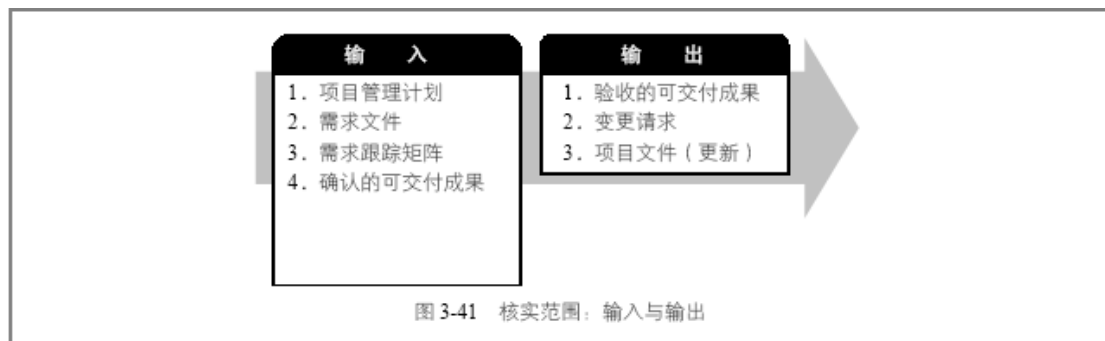 输 入
1. 项目管理计划
2. 需求文件
3. 需求跟踪矩阵
4. 确认的可交付成果
输 出
1. 验收的可交付成果
2. 变更请求
3. 项目文件（更新）
图 3-41 核实范围：输入与输出